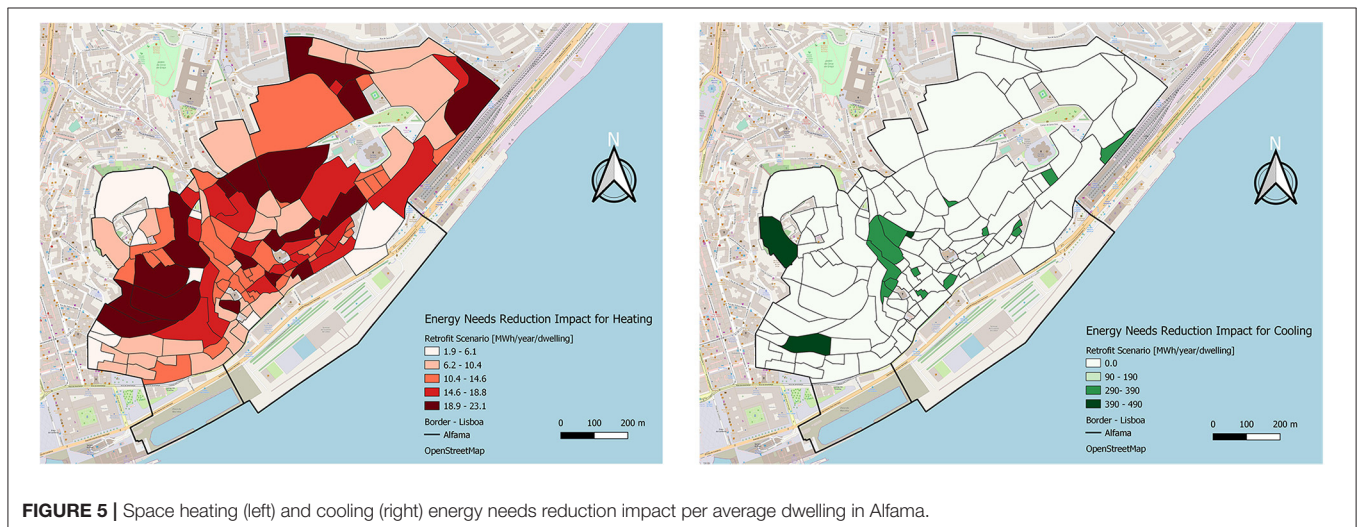 N
Energy Needs Reduction Impact for Heating
Retrofit Scenario [MWh/year/dwelling]
1.9 - 6.1
6.2 - 10.4
10.4 - 14.6
14.6 - 18.8
18.9 - 23.1
Border - Lisboa
Alfama
OpenStreetMap
0 100 200 m
N
Energy Needs Reduction Impact for Cooling
Retrofit Scenario [MWh/year/dwelling]
0.0
90 - 190
290- 390
390 - 490
Border - Lisboa
Alfama
OpenStreetMap
0 100 200 m
FIGURE 5 | Space heating (left) and cooling (right) energy needs reduction impact per average dwelling in Alfama.